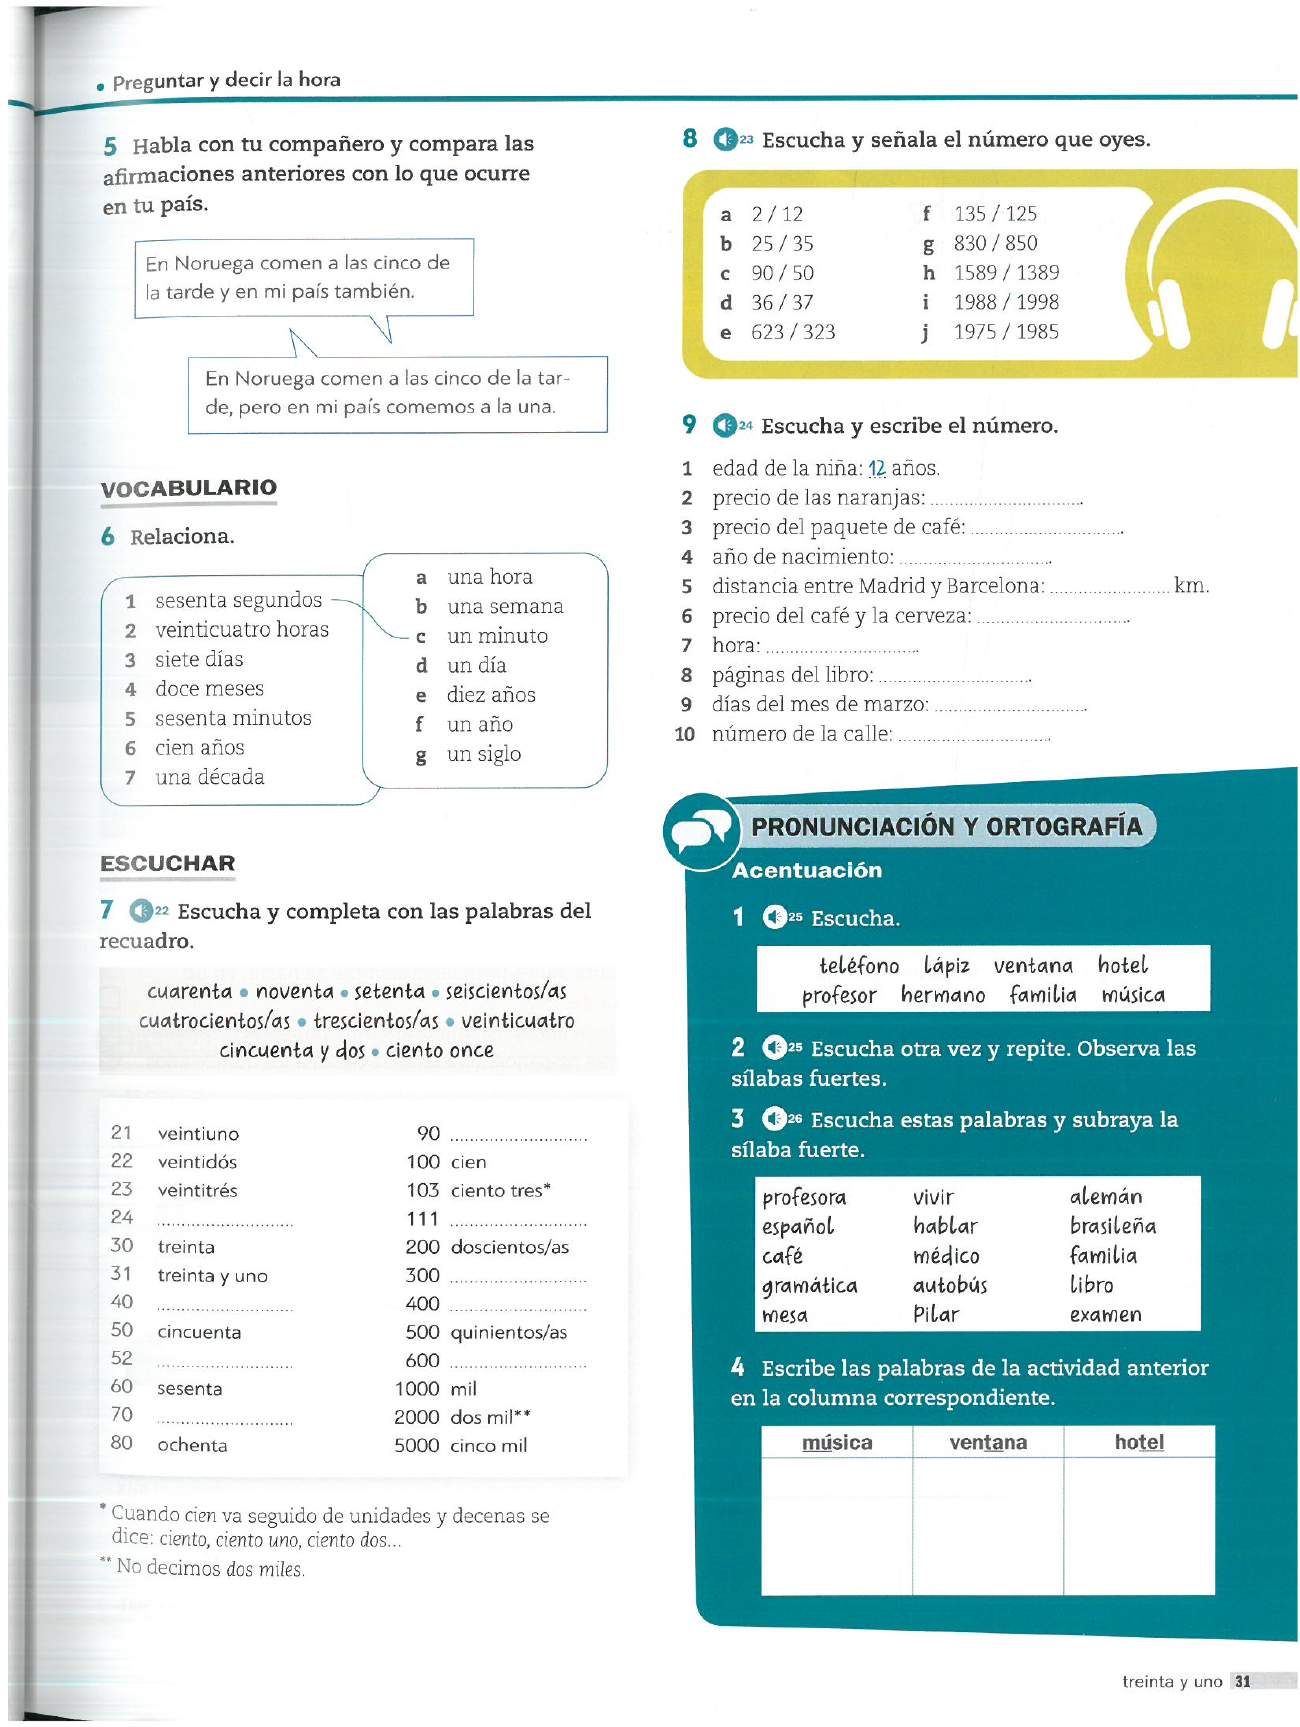 • Preguntar y decir la hora
5 Habla con tu compañero y compara las
afirmaciones anteriores con lo que ocurre
en tu país.
En Noruega comen a las cinco de
la tarde y en mi país también.
En Noruega comen a las cinco de la tar-
de, pero en mi país comemos a la una.
VOCABULARIO
6 Relaciona.
1 sesenta segundos
2 veinticuatro horas
3 siete días
4 doce meses
5 sesenta minutos
6 cien años
7 una década
a una hora
b una semana
c un minuto
d un día
e diez años
f un año
g un siglo
ESCUCHAR
7 22 Escucha y completa con las palabras del
recuadro.
cuarenta • noventa • setenta • seiscientos/as
cuatrocientos/as • trescientos/as • veinticuatro
cincuenta y dos • ciento once
21 veintiuno
22 veintidós
23 veintitrés
24 ............................
30 treinta
31 treinta y uno
40 ............................
50 cincuenta
52 ............................
60 sesenta
70 ............................
80 ochenta
90 ............................
100 cien
103 ciento tres*
111 ............................
200 doscientos/as
300 ............................
400 ............................
500 quinientos/as
600 ............................
1000 mil
2000 dos mil**
5000 cinco mil
* Cuando cien va seguido de unidades y decenas se
dice: ciento, ciento uno, ciento dos...
** No decimos dos miles.
8 23 Escucha y señala el número que oyes.
a 2 / 12
b 25 / 35
c 90 / 50
d 36 / 37
e 623 / 323
f 135 / 125
g 830 / 850
h 1589 / 1389
i 1988 / 1998
j 1975 / 1985
9 24 Escucha y escribe el número.
1 edad de la niña: 12 años.
2 precio de las naranjas: ............................
3 precio del paquete de café: ............................
4 año de nacimiento: ............................
5 distancia entre Madrid y Barcelona: ...................... km.
6 precio del café y la cerveza: ............................
7 hora: ............................
8 páginas del libro: ............................
9 días del mes de marzo: ............................
10 número de la calle: ............................
PRONUNCIACIÓN Y ORTOGRAFÍA
Acentuación
1 25 Escucha.
teléfono lápiz ventana hotel
profesor hermano familia música
2 25 Escucha otra vez y repite. Observa las
sílabas fuertes.
3 26 Escucha estas palabras y subraya la
sílaba fuerte.
profesora vivir alemán
español hablar brasileña
café médico familia
gramática autobús libro
mesa Pilar examen
4 Escribe las palabras de la actividad anterior
en la columna correspondiente.
música ventana hotel
treinta y uno 31